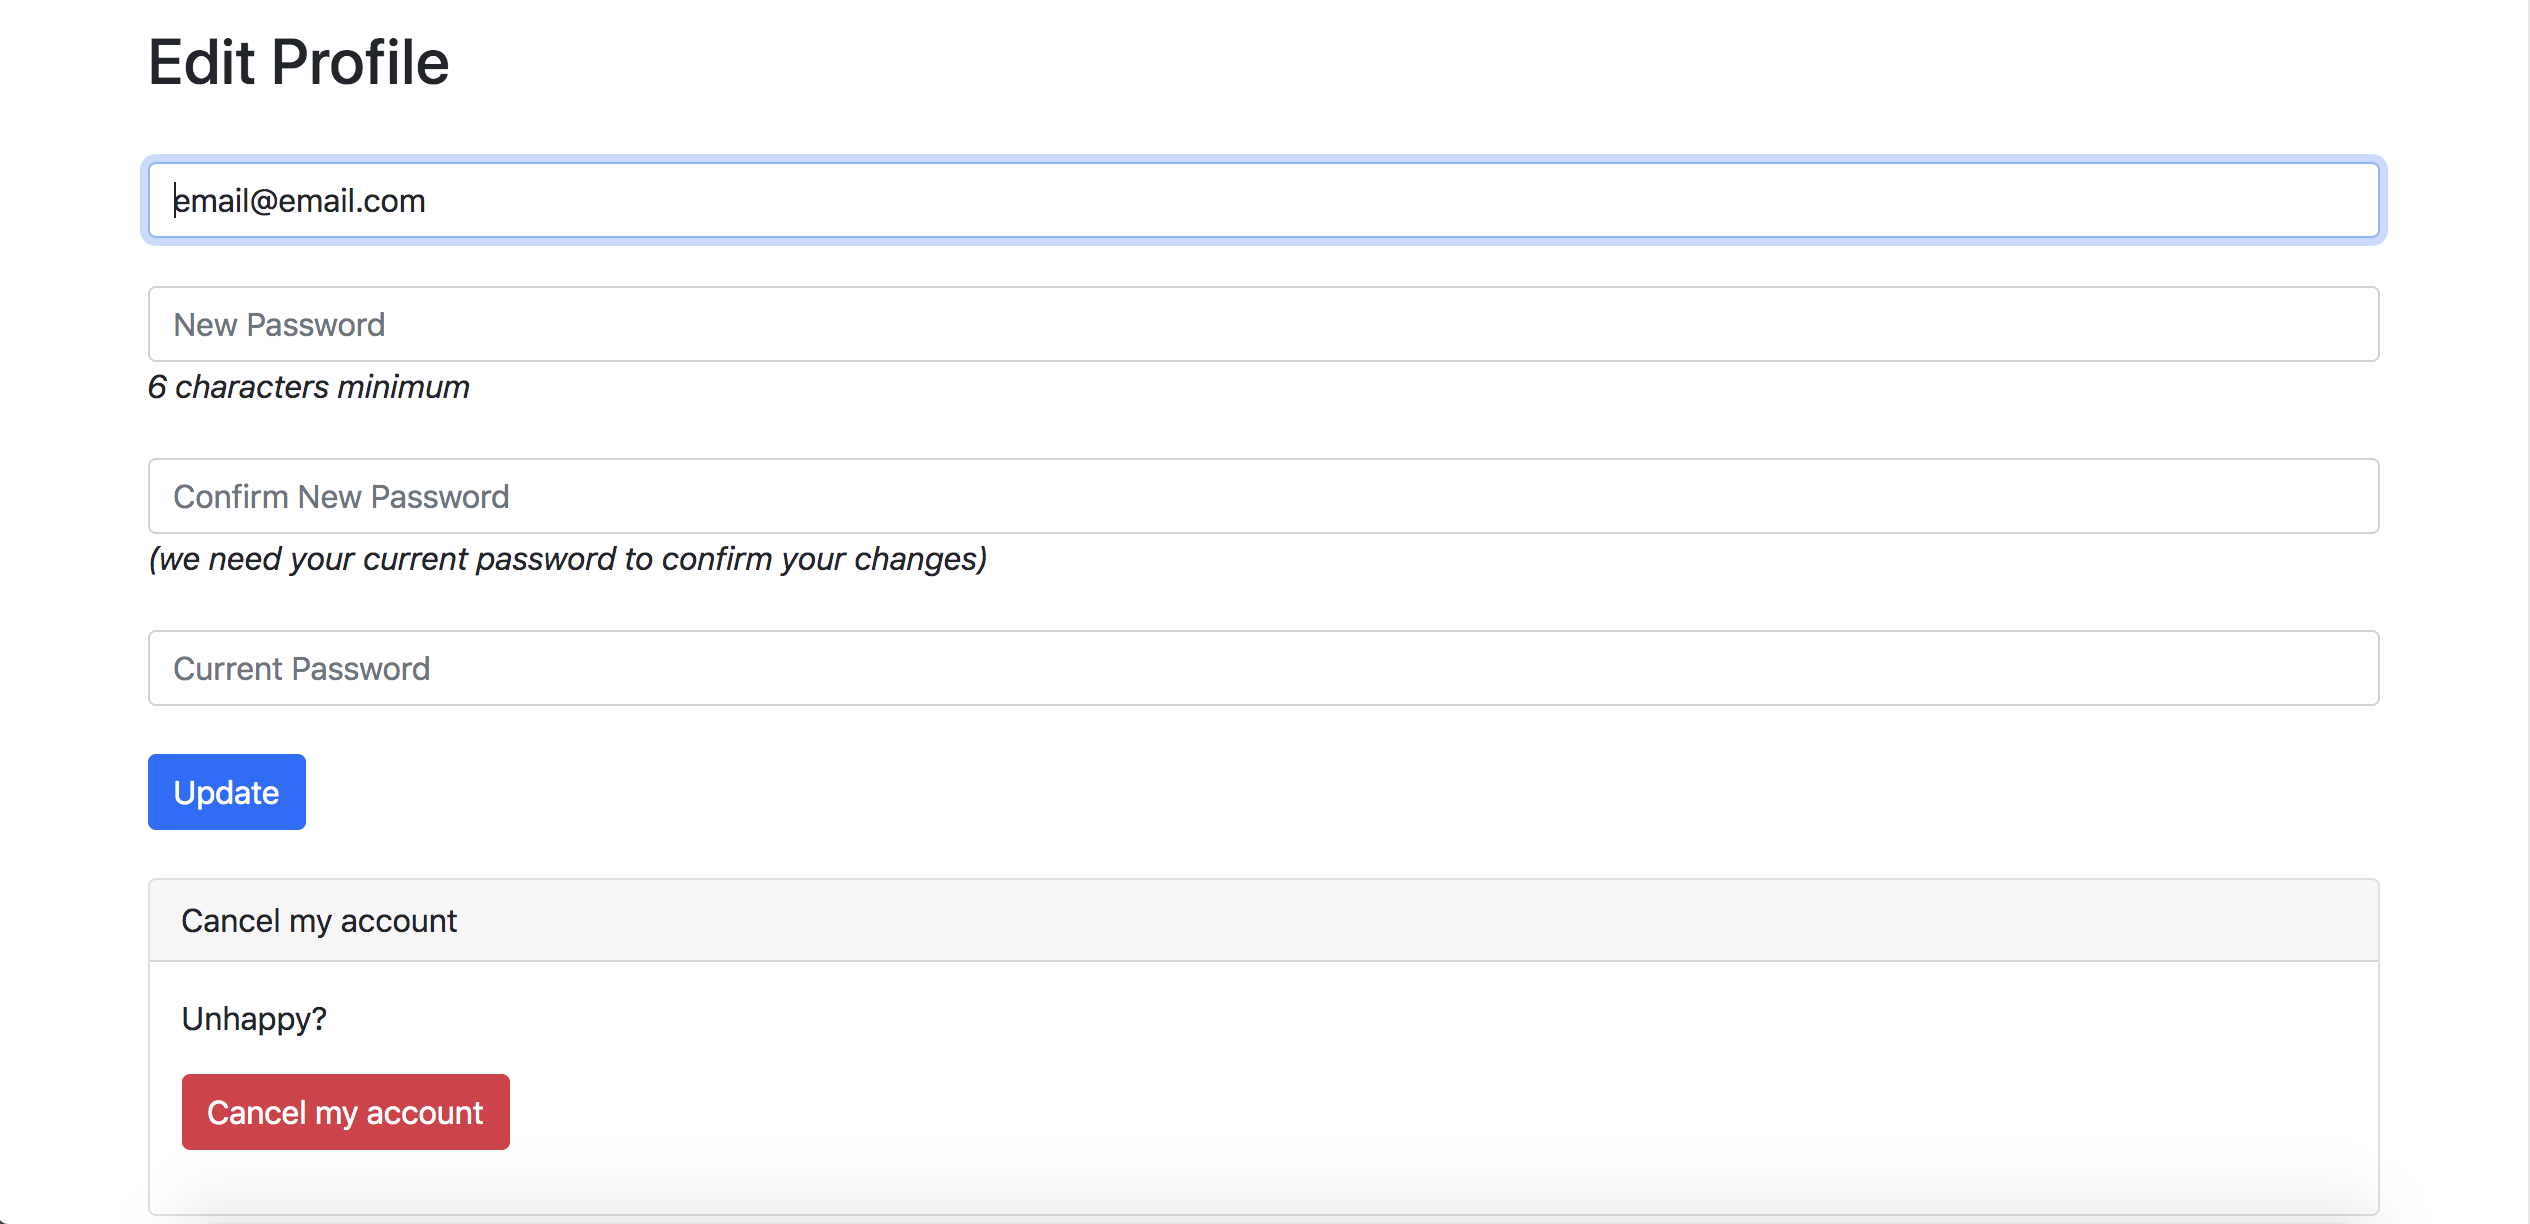 Edit Profile
email@email.com
New Password
6 characters minimum
Confirm New Password
(we need your current password to confirm your changes)
Current Password
Update
Cancel my account
Unhappy?
Cancel my account